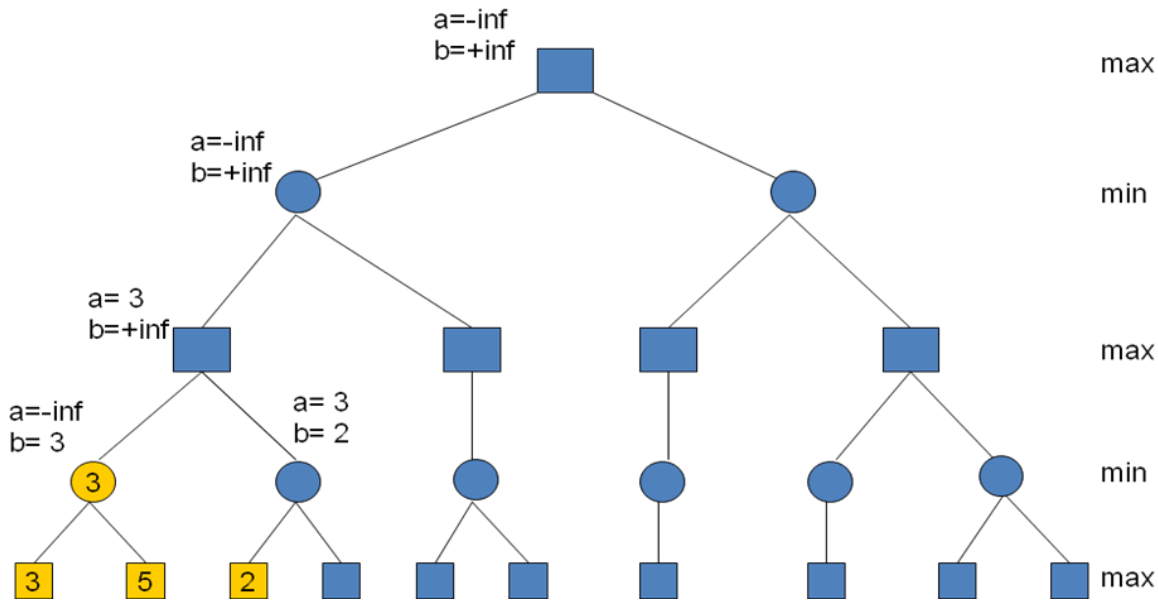 a=-inf
b=+inf
max
a=-inf
b=+inf
min
a= 3
b=+inf
max
a=-inf
b= 3
a= 3
b= 2
3
min
3
5
2
max